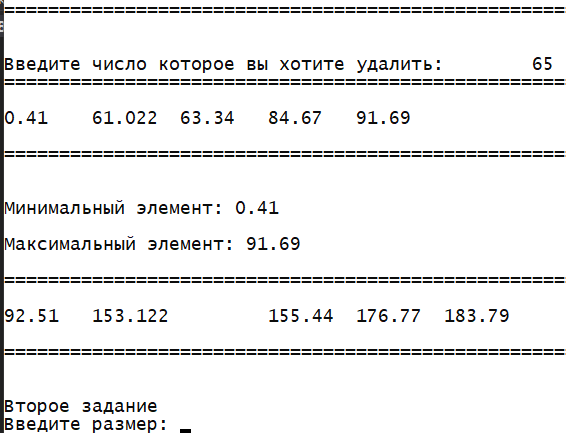 ===================================================
Введите число которое вы хотите удалить: 65
===================================================
0.41 61.022 63.34 84.67 91.69
===================================================
Минимальный элемент: 0.41
Максимальный элемент: 91.69
===================================================
92.51 153.122 155.44 176.77 183.79
===================================================
Второе задание
Введите размер: